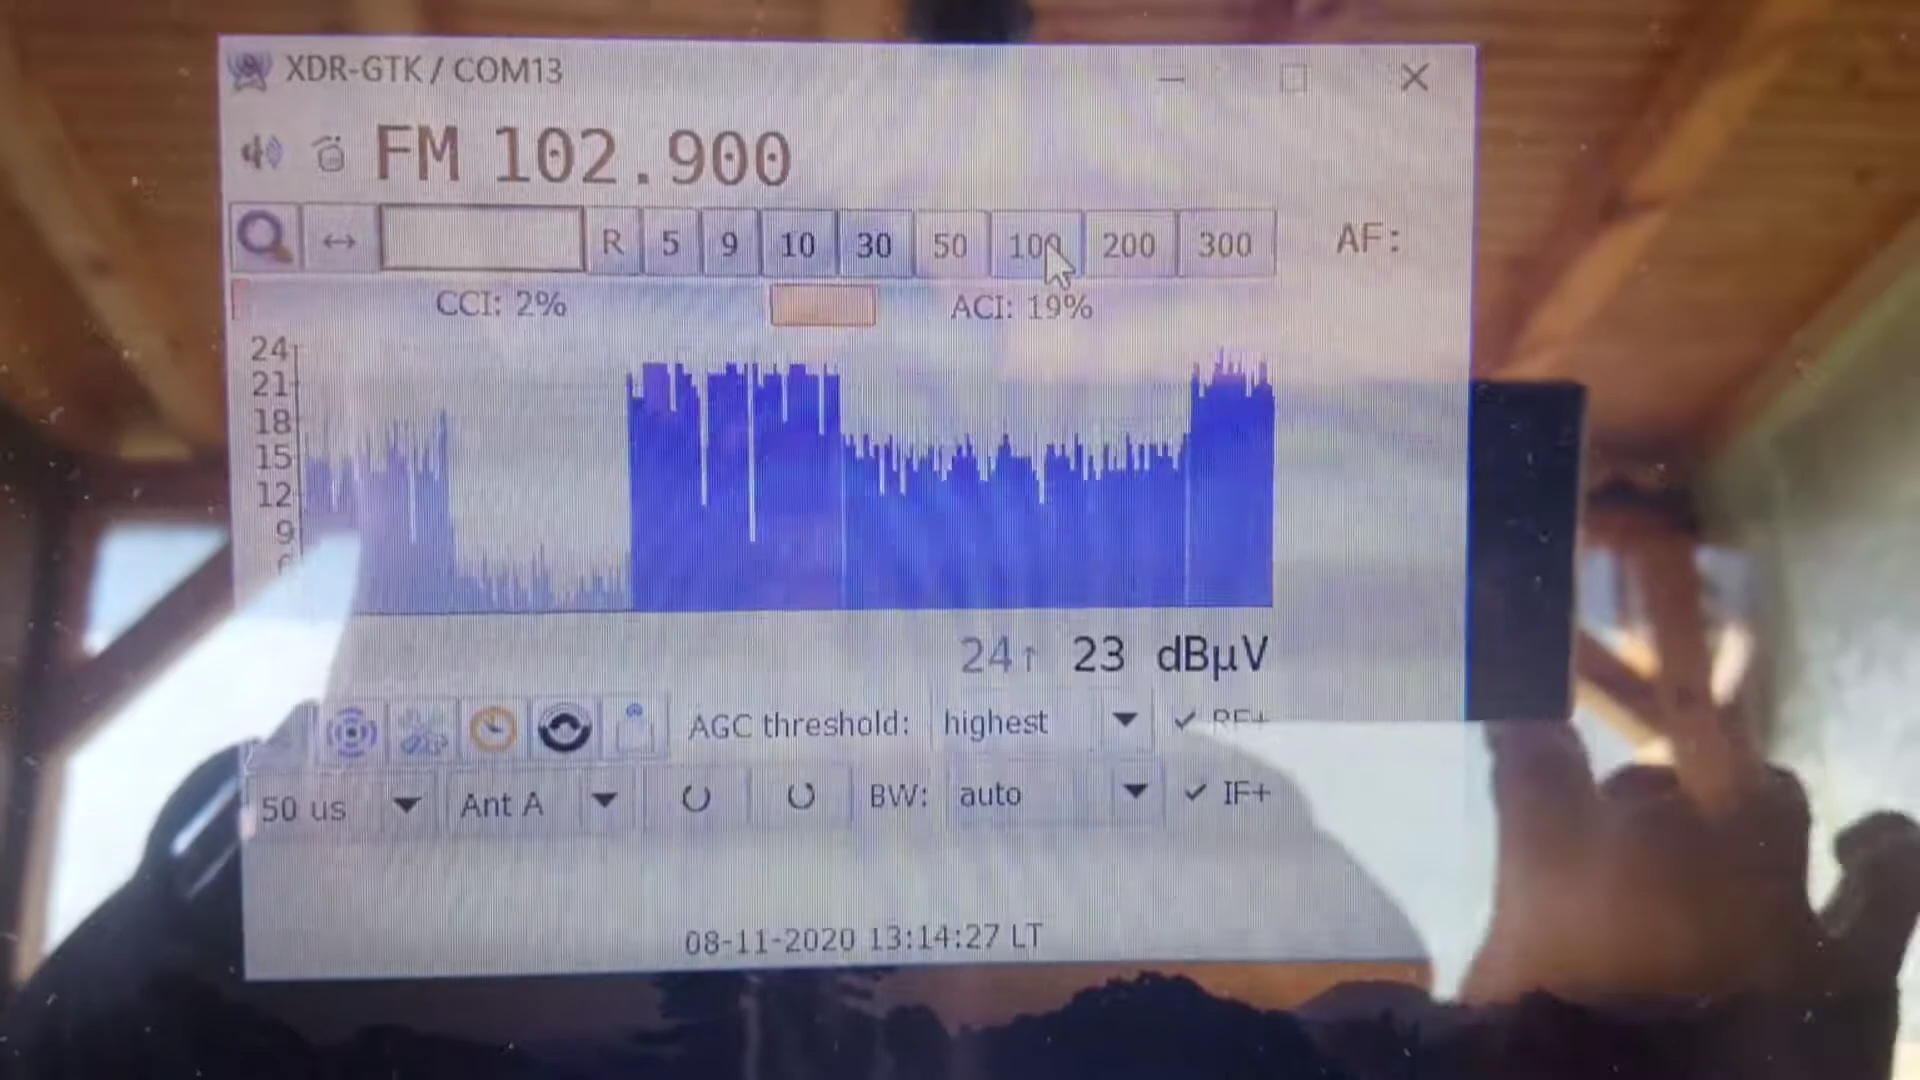 XDR-GTK / COM13
FM 102.900
R 5 9 10 30 50 100 200 300 AF:
CCI: 2% ACI: 19%
24
21
18
15
12
9
24↑ 23 dBµV
AGC threshold: highest RF+
50 us Ant A BW: auto IF+
08-11-2020 13:14:27 LT